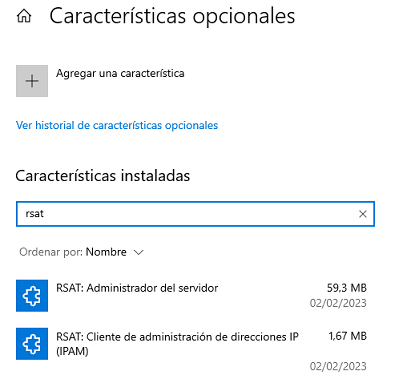 Características opcionales
Agregar una característica
Ver historial de características opcionales
Características instaladas
rsat
Ordenar por: Nombre
RSAT: Administrador del servidor 59,3 MB
02/02/2023
RSAT: Cliente de administración de direcciones IP 1,67 MB
(IPAM)
02/02/2023